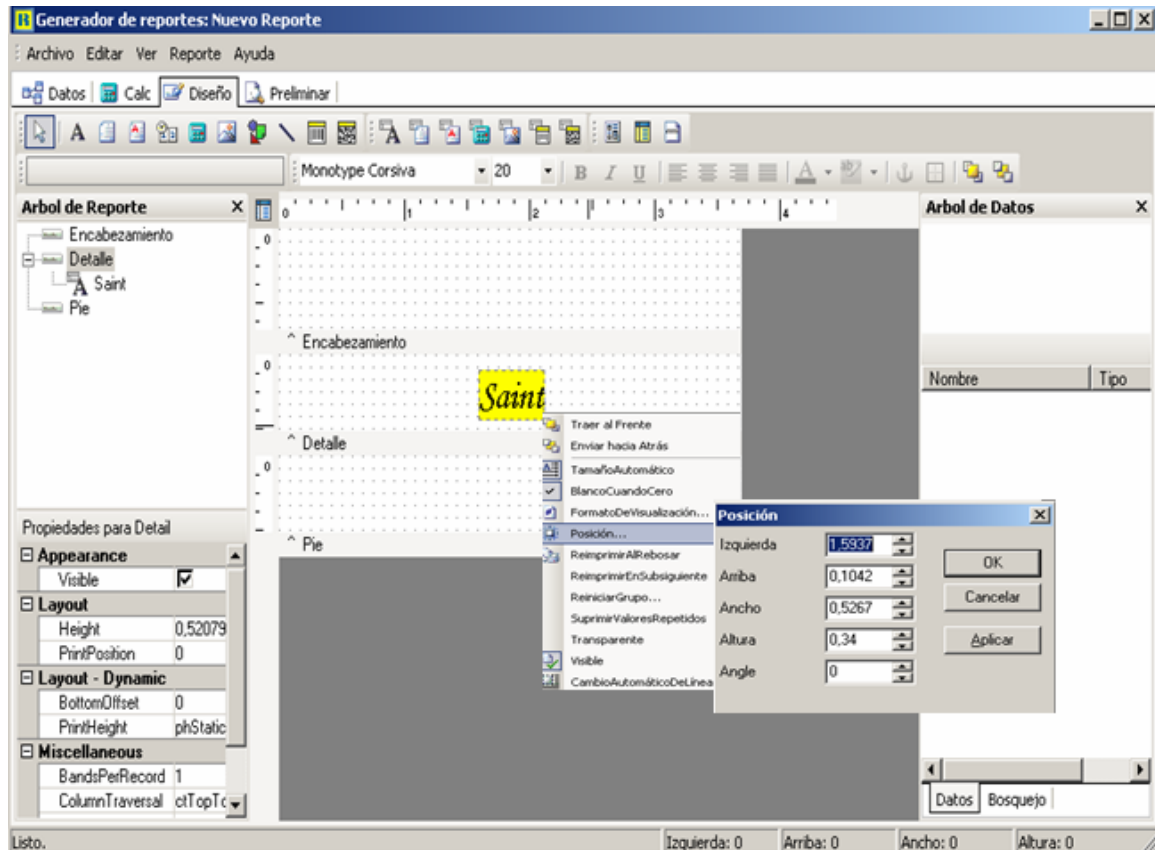 Generador de reportes: Nuevo Reporte
Archivo Editar Ver Reporte Ayuda
Datos Calc Diseño Preliminar
Monotype Corsiva 20 B I U A
Arbol de Reporte
Encabezamiento
Detalle
Saint
Pie
0 1 2 3 4
0
^ Encabezamiento
0
Saint
^ Detalle
0
^ Pie
Traer al Frente
Enviar hacia Atrás
TamañoAutomático
BlancoCuandoCero
FormatoDeVisualización...
Posición...
ReimprimirAlRebosar
ReimprimirEnSubsiguiente
ReiniciarGrupo...
SuprimirValoresRepetidos
Transparente
Visible
CambioAutomáticoDeLínea
Posición
Izquierda 1,5937
Arriba 0,1042
Ancho 0,5267
Altura 0,34
Angle 0
OK
Cancelar
Aplicar
Arbol de Datos
Nombre Tipo
Datos Bosquejo
Propiedades para Detail
Appearance
Visible
Layout
Height 0,52079
PrintPosition 0
Layout - Dynamic
BottomOffset 0
PrintHeight phStatic
Miscellaneous
BandsPerRecord 1
ColumnTraversal ctTopTo
Listo. Izquierda: 0 Arriba: 0 Ancho: 0 Altura: 0